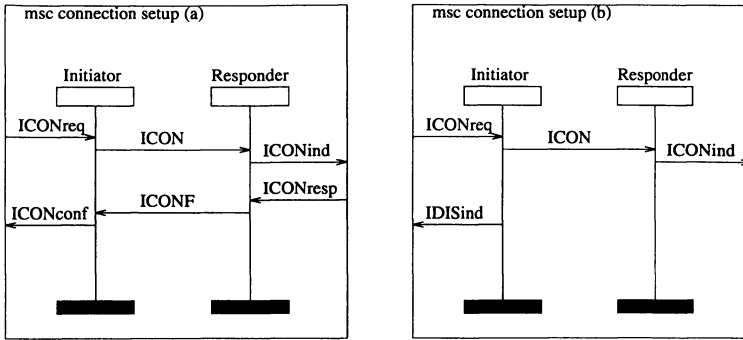 msc connection setup (a)
Initiator
Responder
ICONreq
ICON
ICONind
ICONresp
ICONF
ICONconf
msc connection setup (b)
Initiator
Responder
ICONreq
ICON
ICONind
IDISind